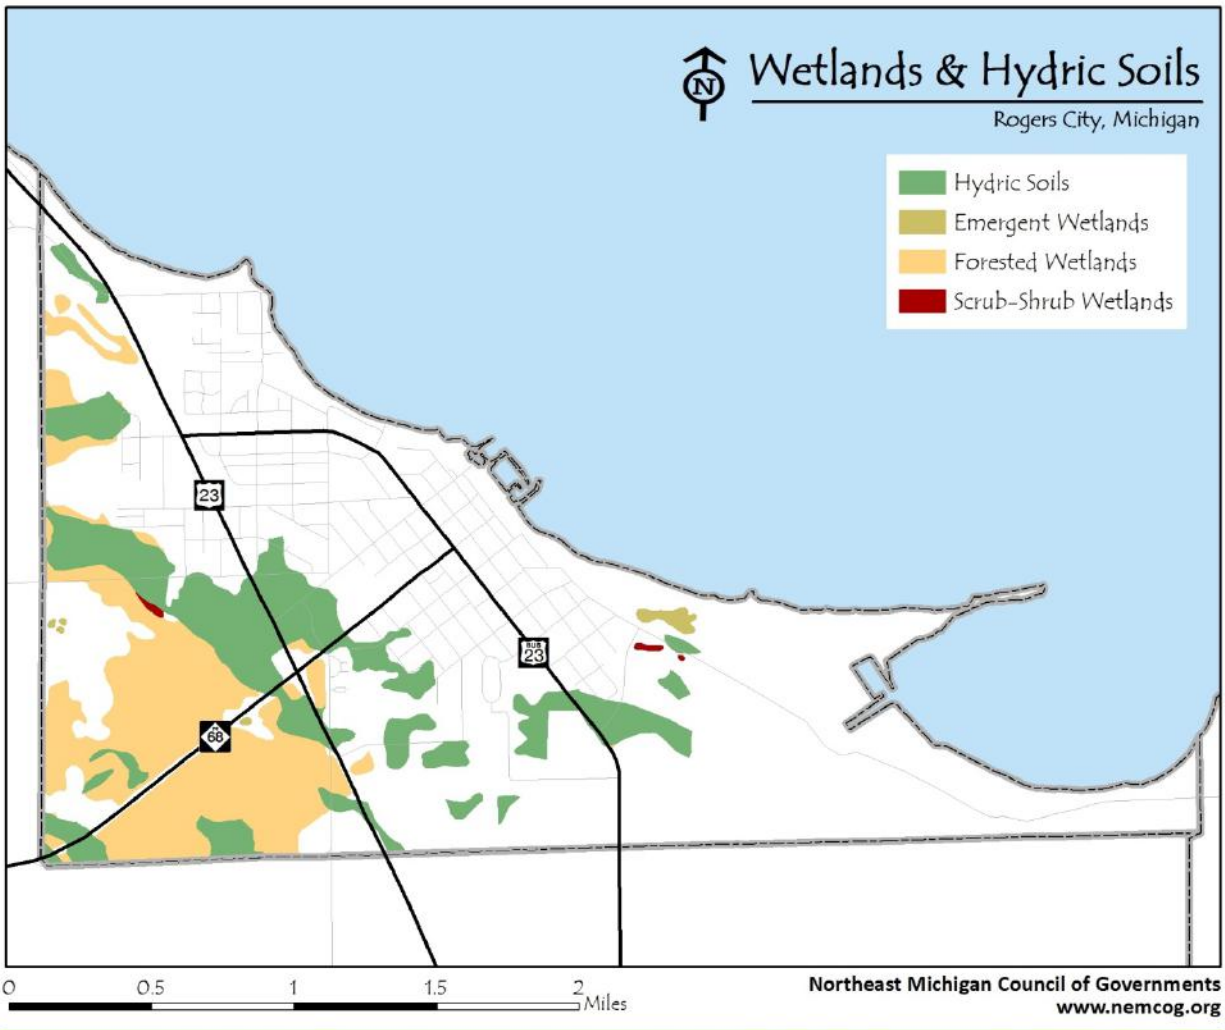 N
Wetlands & Hydric Soils
Rogers City, Michigan
Hydric Soils
Emergent Wetlands
Forested Wetlands
Scrub-Shrub Wetlands
23
BUS
23
68
0 0.5 1 1.5 2
Miles
Northeast Michigan Council of Governments
www.nemcog.org